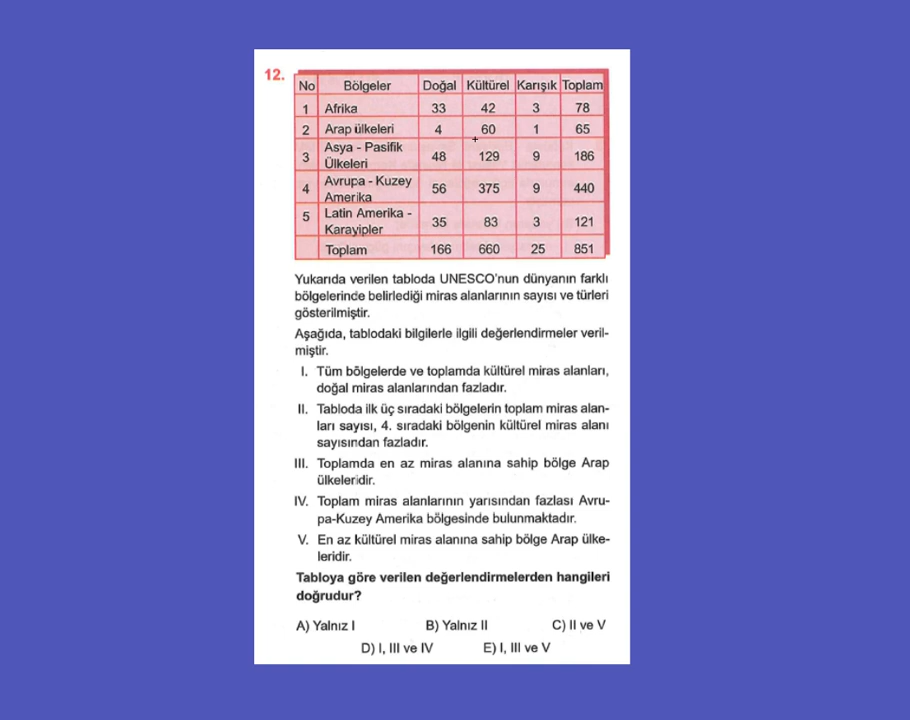 12.
No Bölgeler Doğal Kültürel Karışık Toplam
1 Afrika 33 42 3 78
2 Arap ülkeleri 4 60 1 65
3 Asya - Pasifik Ülkeleri 48 129 9 186
4 Avrupa - Kuzey Amerika 56 375 9 440
5 Latin Amerika - Karayipler 35 83 3 121
Toplam 166 660 25 851
Yukarıda verilen tabloda UNESCO'nun dünyanın farklı
bölgelerinde belirlediği miras alanlarının sayısı ve türleri
gösterilmiştir.
Aşağıda, tablodaki bilgilerle ilgili değerlendirmeler veril-
miştir.
I. Tüm bölgelerde ve toplamda kültürel miras alanları,
doğal miras alanlarından fazladır.
II. Tabloda ilk üç sıradaki bölgelerin toplam miras alan-
ları sayısı, 4. sıradaki bölgenin kültürel miras alanı
sayısından fazladır.
III. Toplamda en az miras alanına sahip bölge Arap
ülkeleridir.
IV. Toplam miras alanlarının yarısından fazlası Avru-
pa-Kuzey Amerika bölgesinde bulunmaktadır.
V. En az kültürel miras alanına sahip bölge Arap ülke-
leridir.
Tabloya göre verilen değerlendirmelerden hangileri
doğrudur?
A) Yalnız I B) Yalnız II C) II ve V
D) I, III ve IV E) I, III ve V